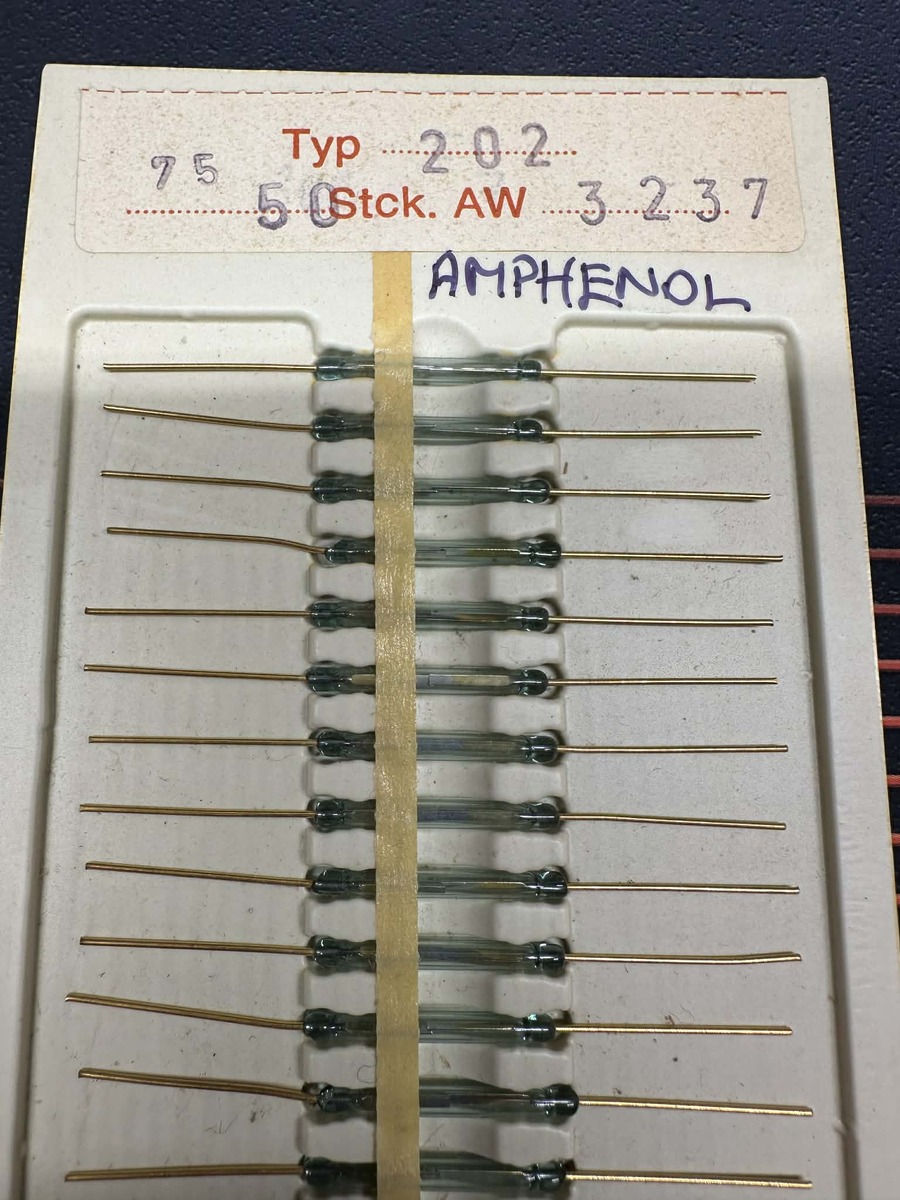 Typ 202
75
50 Stck. AW 3237
AMPHENOL